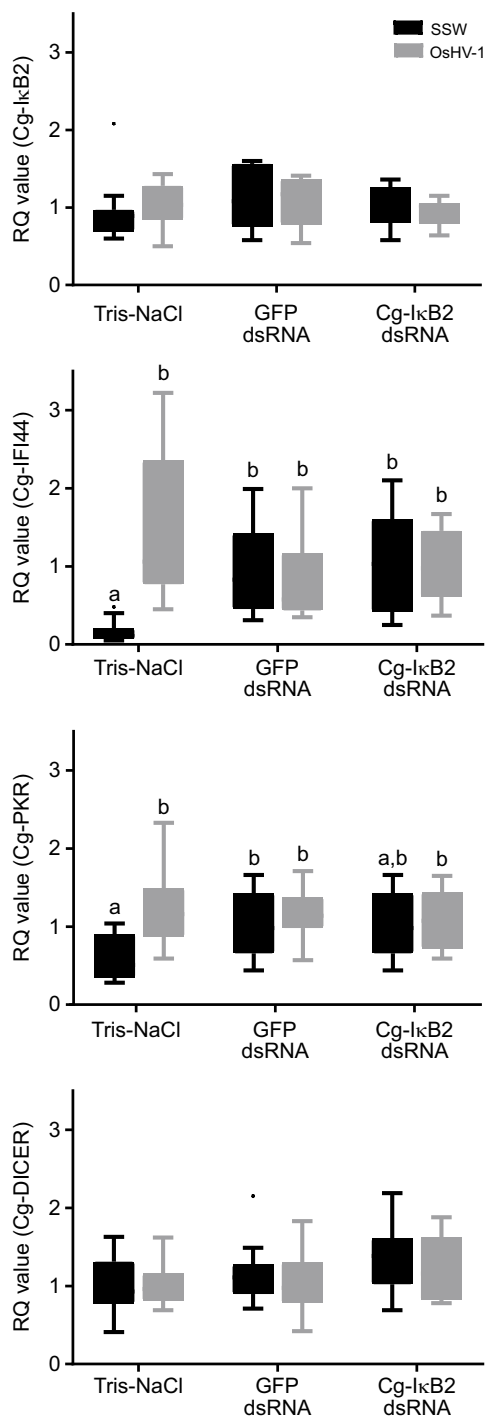 SSW
OsHV-1
RQ value (Cg-IκB2)
3
2
1
0
Tris-NaCl
GFP
dsRNA
Cg-IκB2
dsRNA
RQ value (Cg-IFI44)
3
2
1
0
a
b
b
b
b
b
Tris-NaCl
GFP
dsRNA
Cg-IκB2
dsRNA
RQ value (Cg-PKR)
3
2
1
0
a
b
b
b
a,b
b
Tris-NaCl
GFP
dsRNA
Cg-IκB2
dsRNA
RQ value (Cg-DICER)
3
2
1
0
Tris-NaCl
GFP
dsRNA
Cg-IκB2
dsRNA